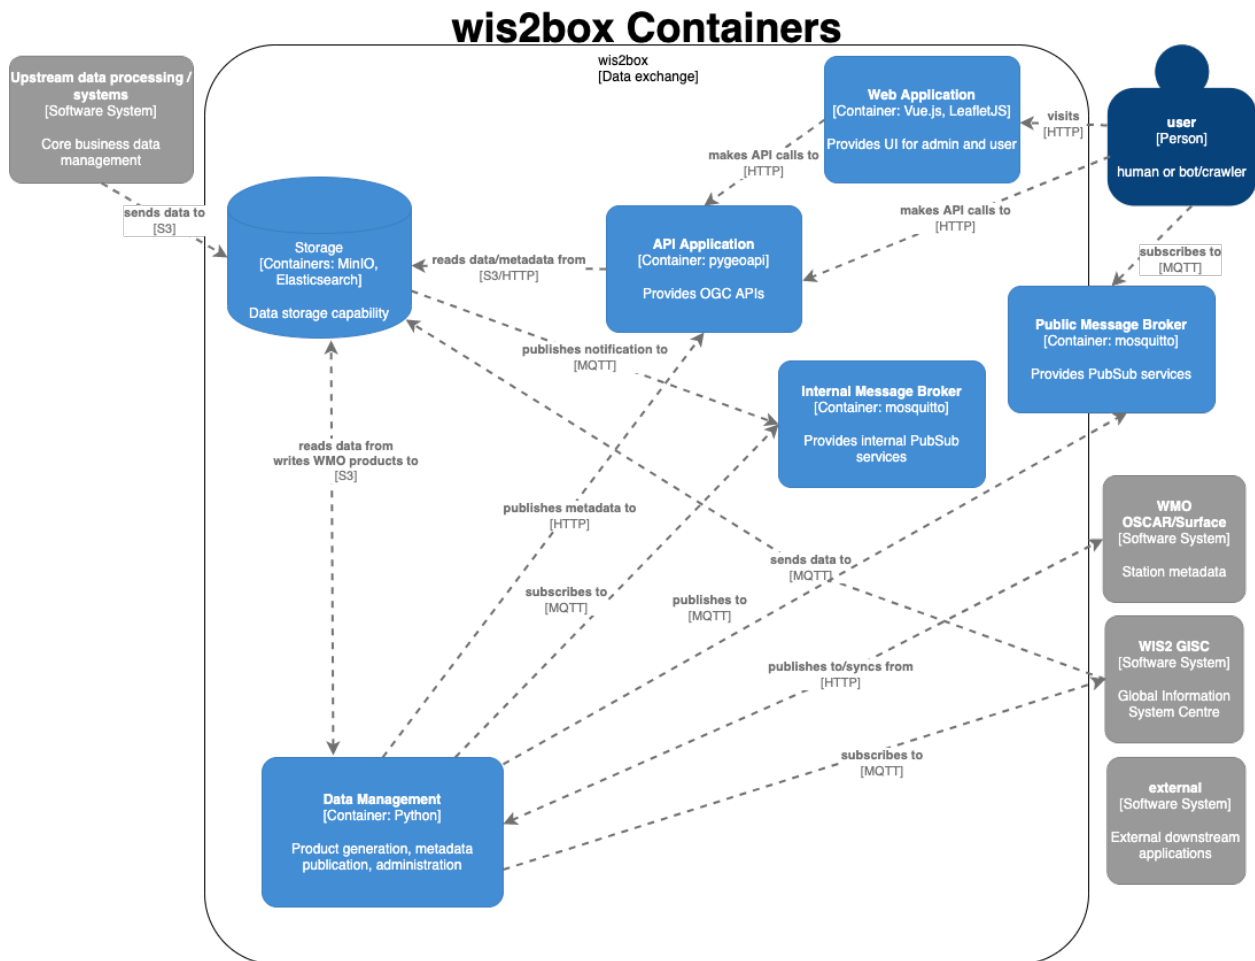 wis2box Containers
wis2box
[Data exchange]
Upstream data processing /
systems
[Software System]
Core business data
management
Web Application
[Container: Vue.js, LeafletJS]
Provides UI for admin and user
visits
[HTTP]
user
[Person]
human or bot/crawler
makes API calls to
[HTTP]
sends data to
[S3]
makes API calls to
[HTTP]
Storage
[Containers: MinIO,
Elasticsearch]
Data storage capability
reads data/metadata from
[S3/HTTP]
API Application
[Container: pygeoapi]
Provides OGC APIs
subscribes to
[MQTT]
Public Message Broker
[Container: mosquitto]
Provides PubSub services
publishes notification to
[MQTT]
Internal Message Broker
[Container: mosquitto]
Provides internal PubSub
services
reads data from
writes WMO products to
[S3]
publishes metadata to
[HTTP]
WMO
OSCAR/Surface
[Software System]
Station metadata
sends data to
[MQTT]
subscribes to
[MQTT]
publishes to
[MQTT]
publishes to/syncs from
[HTTP]
WIS2 GISC
[Software System]
Global Information
System Centre
subscribes to
[MQTT]
Data Management
[Container: Python]
Product generation, metadata
publication, administration
external
[Software System]
External downstream
applications